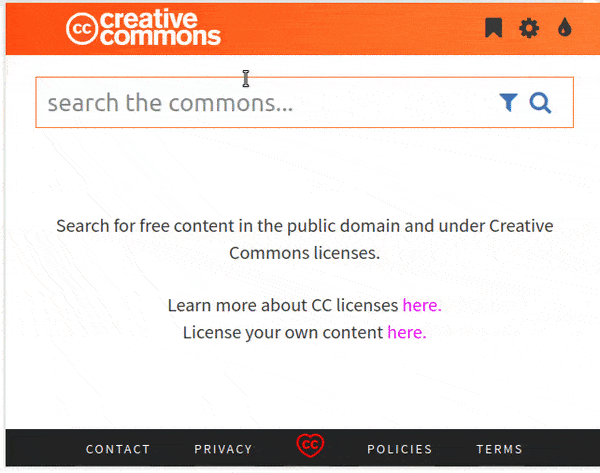 cc creative
commons
search the commons...
Search for free content in the public domain and under Creative
Commons licenses.
Learn more about CC licenses here.
License your own content here.
CONTACT PRIVACY CC POLICIES TERMS